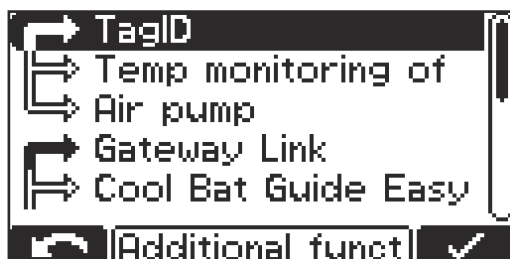 TagID
Temp monitoring of
Air pump
Gateway Link
Cool Bat Guide Easy
Additional funct